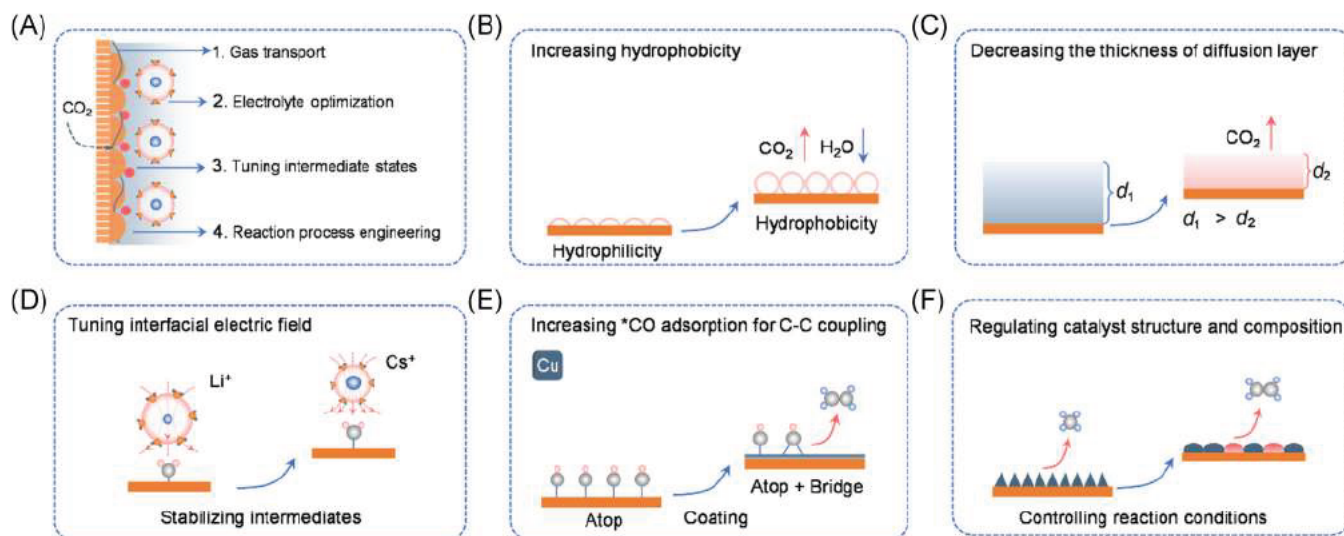 (A)
1. Gas transport
CO₂
2. Electrolyte optimization
3. Tuning intermediate states
4. Reaction process engineering
(B)
Increasing hydrophobicity
CO₂ H₂O
Hydrophilicity
Hydrophobicity
(C)
Decreasing the thickness of diffusion layer
CO₂
d₁
d₂
d₁ > d₂
(D)
Tuning interfacial electric field
Li⁺
Cs⁺
Stabilizing intermediates
(E)
Increasing *CO adsorption for C-C coupling
Cu
Atop
Atop + Bridge
Coating
(F)
Regulating catalyst structure and composition
Controlling reaction conditions